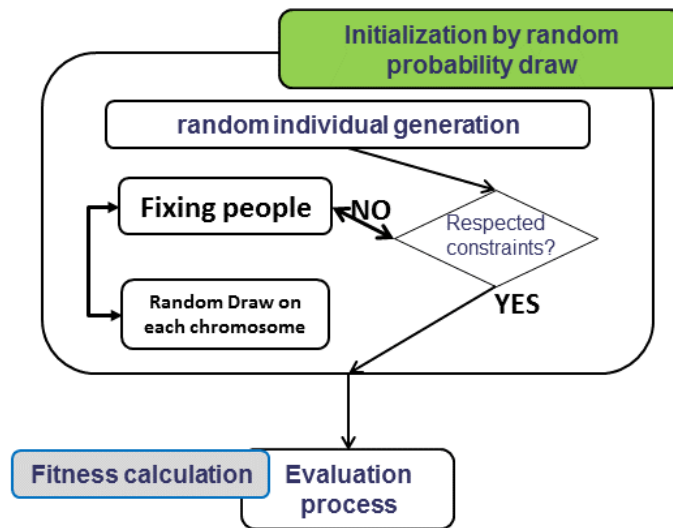 Initialization by random
probability draw
random individual generation
Fixing people
NO
Respected
constraints?
Random Draw on
each chromosome
YES
Fitness calculation
Evaluation
process